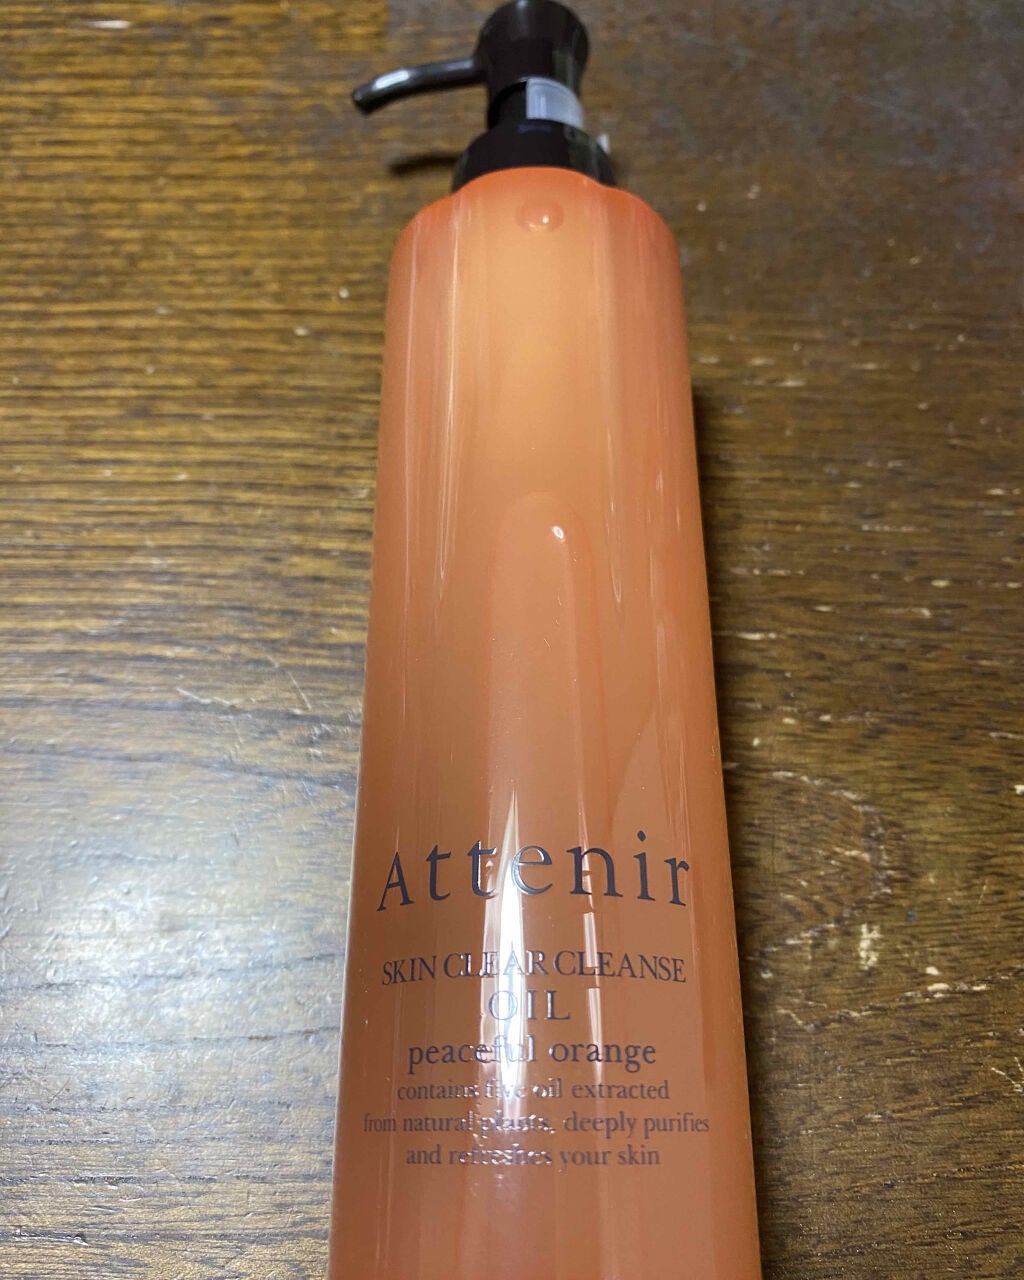 Attenir
SKIN CLEAR CLEANSE
OIL
peaceful orange
contains five oil extracted
from natural plants, deeply purifies
and refreshes your skin